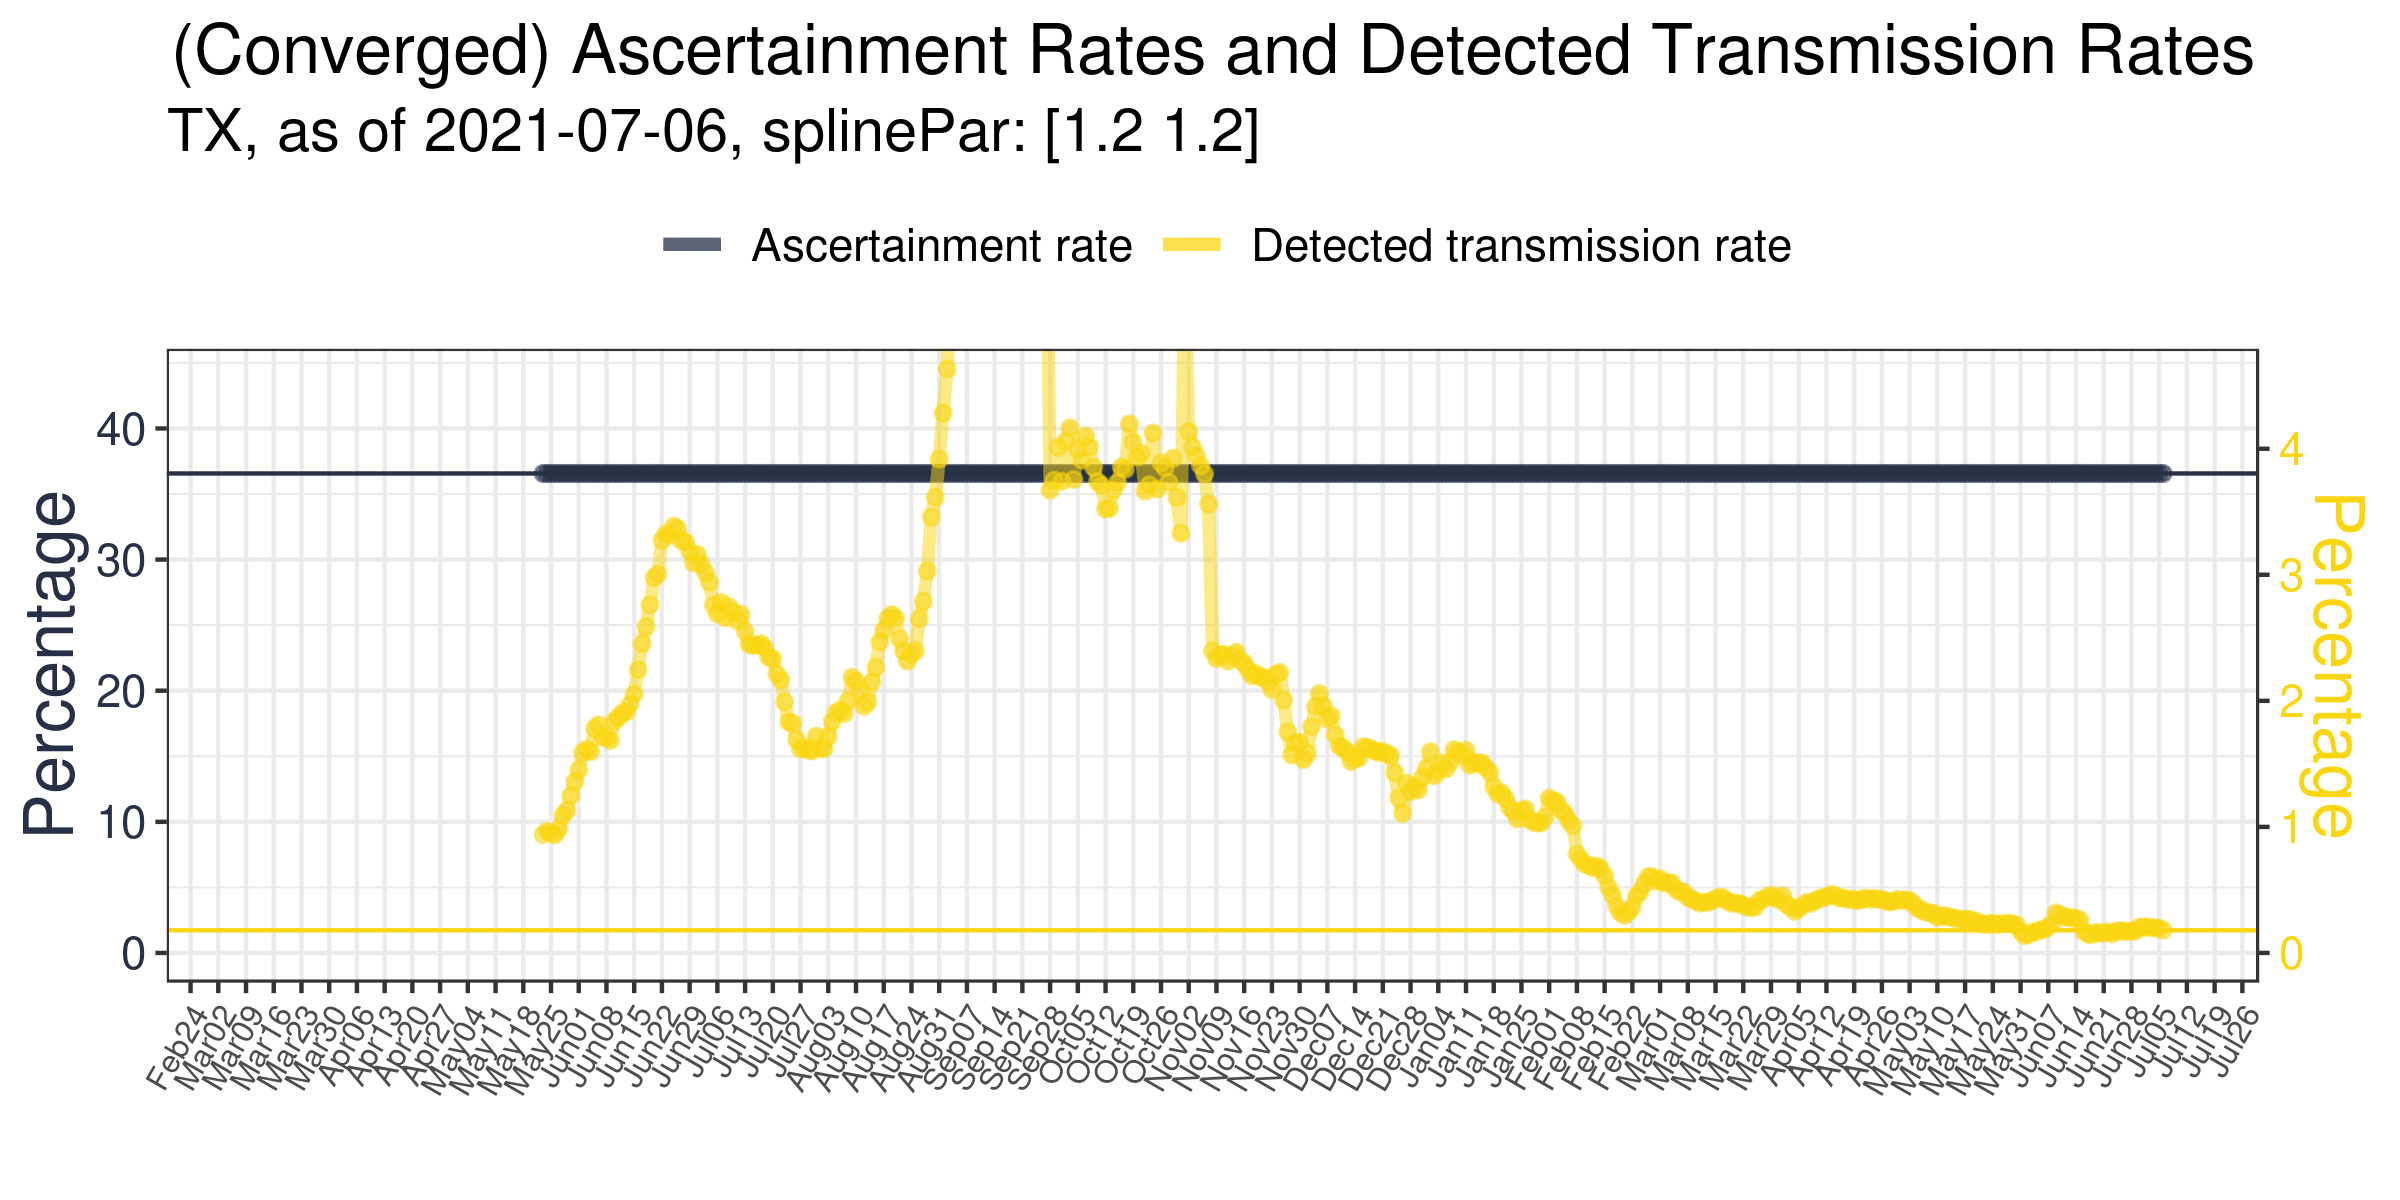 (Converged) Ascertainment Rates and Detected Transmission Rates
TX, as of 2021-07-06, splinePar: [1.2 1.2]
Ascertainment rate
Detected transmission rate
Percentage
40
30
20
10
0
4
3
2
1
0
Percentage
Feb24
Mar02
Mar09
Mar16
Mar23
Mar30
Apr06
Apr13
Apr20
Apr27
May04
May11
May18
May25
Jun01
Jun08
Jun15
Jun22
Jun29
Jul06
Jul13
Jul20
Jul27
Aug03
Aug10
Aug17
Aug24
Aug31
Sep07
Sep14
Sep21
Sep28
Oct05
Oct12
Oct19
Oct26
Nov02
Nov09
Nov16
Nov23
Nov30
Dec07
Dec14
Dec21
Dec28
Jan04
Jan11
Jan18
Jan25
Feb01
Feb08
Feb15
Feb22
Mar01
Mar08
Mar15
Mar22
Mar29
Apr05
Apr12
Apr19
Apr26
May03
May10
May17
May24
May31
Jun07
Jun14
Jun21
Jun28
Jul05
Jul12
Jul19
Jul26